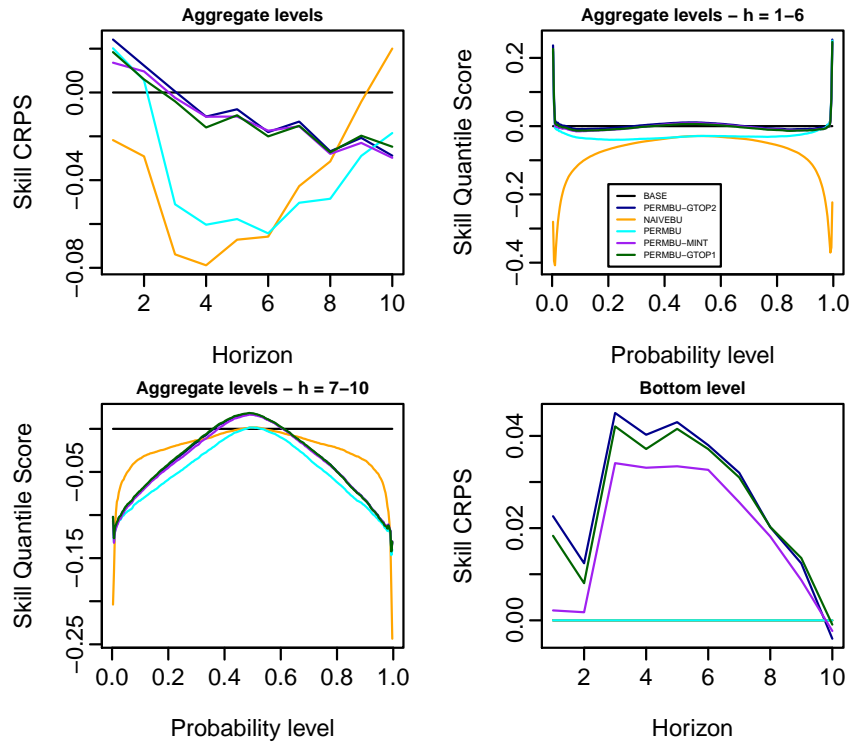 Aggregate levels
Skill CRPS
0.00
−0.04
−0.08
2 4 6 8 10
Horizon
Aggregate levels − h = 1−6
Skill Quantile Score
0.2
0.0
−0.2
−0.4
BASE
PERMBU−GTOP2
NAIVEBU
PERMBU
PERMBU−MINT
PERMBU−GTOP1
0.0 0.2 0.4 0.6 0.8 1.0
Probability level
Aggregate levels − h = 7−10
Skill Quantile Score
−0.05
−0.15
−0.25
0.0 0.2 0.4 0.6 0.8 1.0
Probability level
Bottom level
Skill CRPS
0.04
0.02
0.00
2 4 6 8 10
Horizon